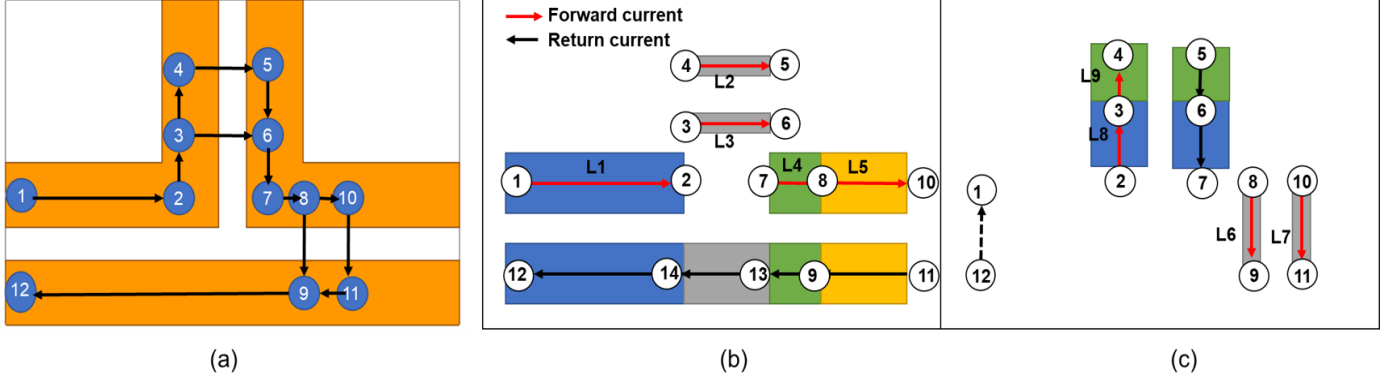 4 5
3 6
1 2 7 8 10
12 9 11
(a)
Forward current
Return current
4 5
L2
3 6
L3
L1 L4 L5
1 2 7 8 10
12 14 13 9 11
(b)
4 5
L9
3 6
L8
2 7 8 10
1
L6 L7
12 9 11
(c)